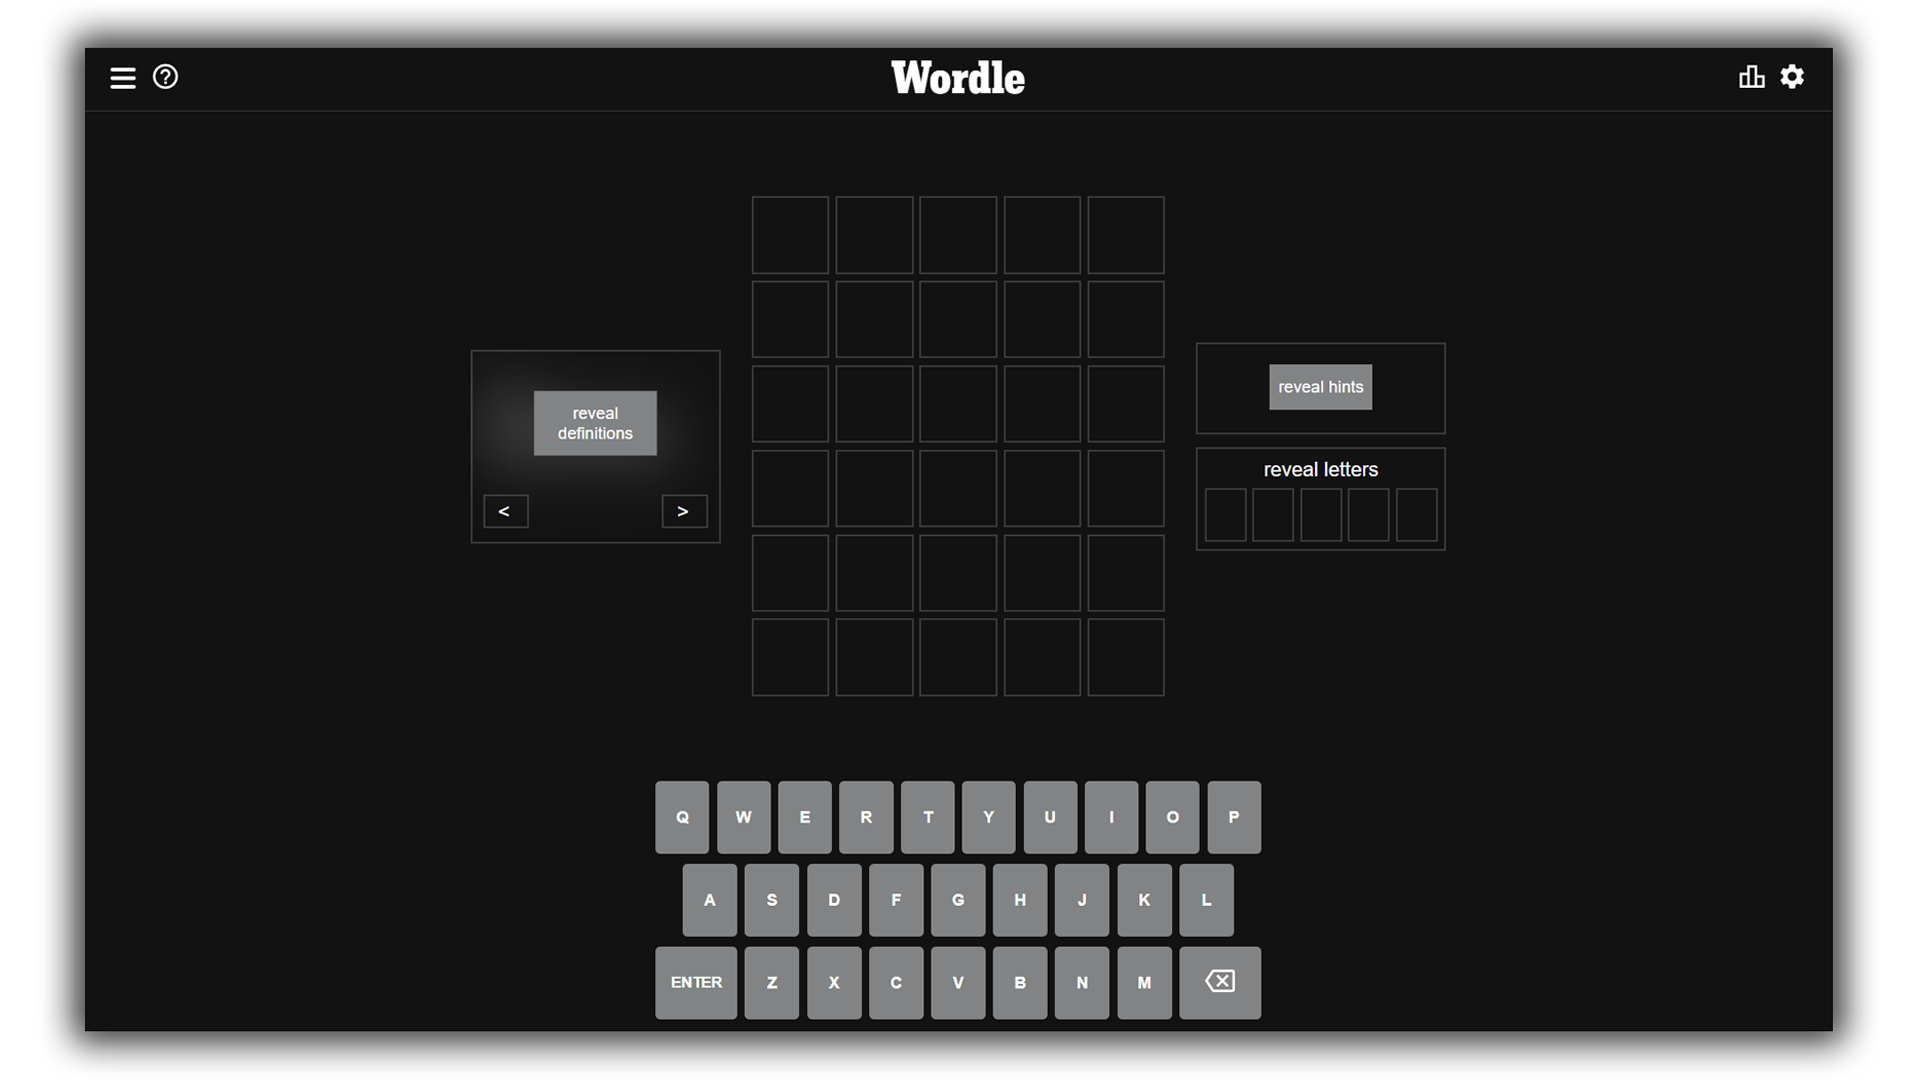 Wordle
reveal
definitions
<
>
reveal hints
reveal letters
Q W E R T Y U I O P
A S D F G H J K L
ENTER Z X C V B N M